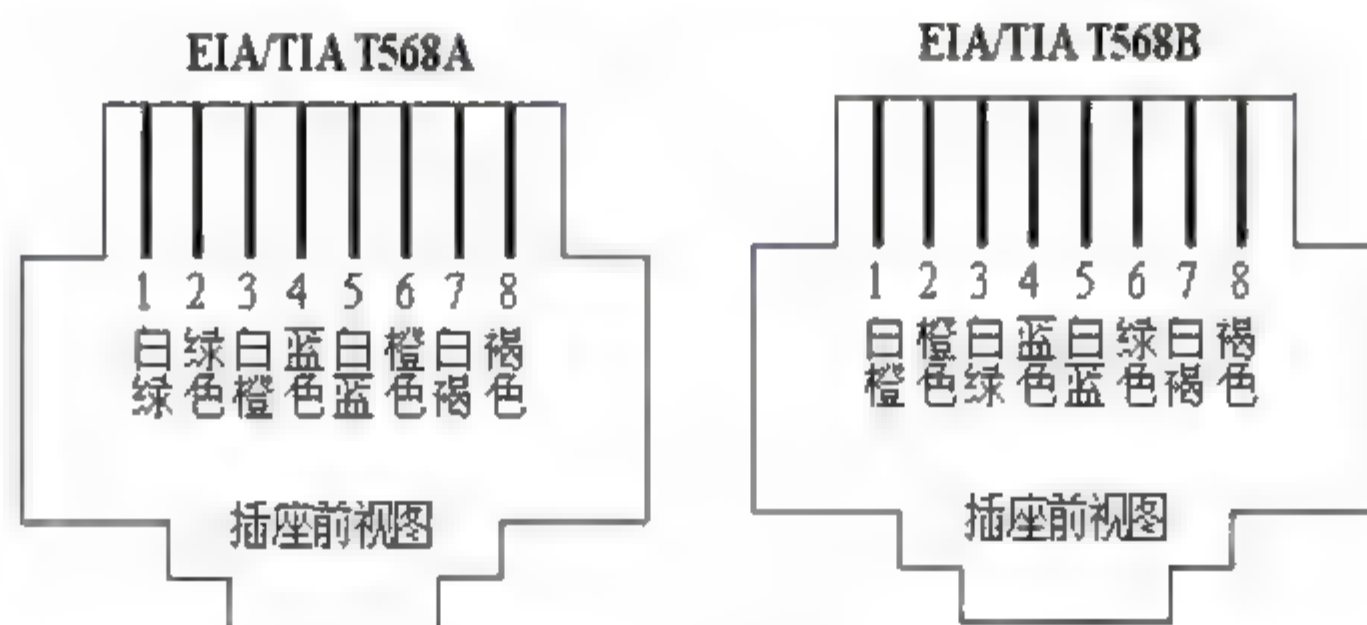 EIA/TIA T568A
1 2 3 4 5 6 7 8
白绿 绿色 白橙 蓝色 白蓝 橙色 白褐 褐色
插座前视图
EIA/TIA T568B
1 2 3 4 5 6 7 8
白橙 橙色 白绿 蓝色 白蓝 绿色 白褐 褐色
插座前视图